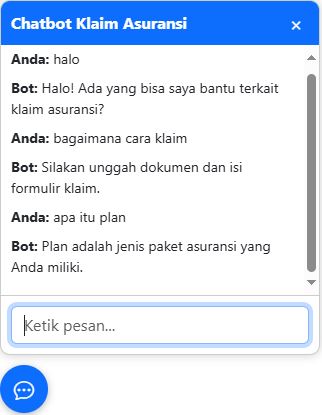 Chatbot Klaim Asuransi ×
Anda: halo
Bot: Halo! Ada yang bisa saya bantu terkait
klaim asuransi?
Anda: bagaimana cara klaim
Bot: Silakan unggah dokumen dan isi
formulir klaim.
Anda: apa itu plan
Bot: Plan adalah jenis paket asuransi yang
Anda miliki.
Ketik pesan...